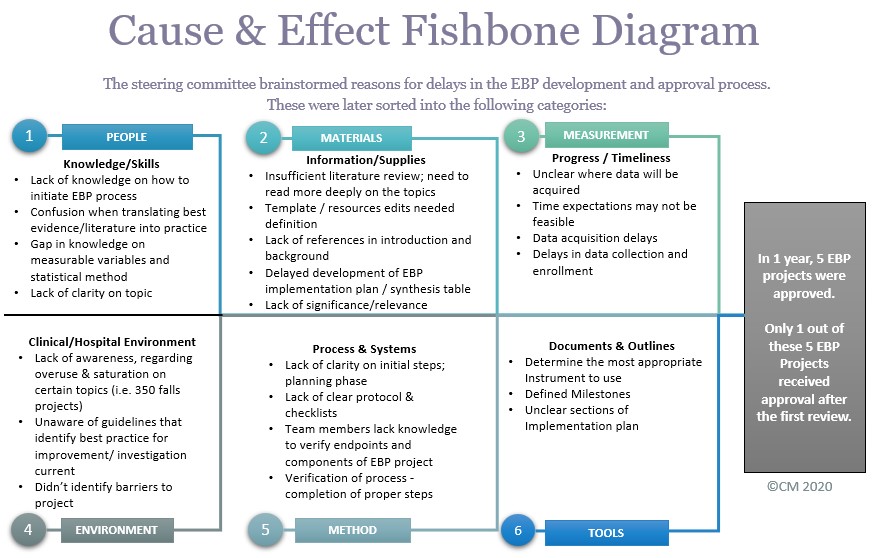 Cause & Effect Fishbone Diagram
The steering committee brainstormed reasons for delays in the EBP development and approval process.
These were later sorted into the following categories:
1
PEOPLE
Knowledge/Skills
• Lack of knowledge on how to
initiate EBP process
• Confusion when translating best
evidence/literature into practice
• Gap in knowledge on
measurable variables and
statistical method
• Lack of clarity on topic
2
MATERIALS
Information/Supplies
• Insufficient literature review; need to
read more deeply on the topics
• Template / resources edits needed
definition
• Lack of references in introduction and
background
• Delayed development of EBP
implementation plan / synthesis table
• Lack of significance/relevance
3
MEASUREMENT
Progress / Timeliness
• Unclear where data will be
acquired
• Time expectations may not be
feasible
• Data acquisition delays
• Delays in data collection and
enrollment
Clinical/Hospital Environment
• Lack of awareness, regarding
overuse & saturation on
certain topics (i.e. 350 falls
projects)
• Unaware of guidelines that
identify best practice for
improvement/ investigation
current
• Didn't identify barriers to
project
4
ENVIRONMENT
Process & Systems
• Lack of clarity on initial steps;
planning phase
• Lack of clear protocol &
checklists
• Team members lack knowledge
to verify endpoints and
components of EBP project
• Verification of process -
completion of proper steps
5
METHOD
Documents & Outlines
• Determine the most appropriate
Instrument to use
• Defined Milestones
• Unclear sections of
Implementation plan
6
TOOLS
In 1 year, 5 EBP
projects were
approved.
Only 1 out of
these 5 EBP
Projects
received
approval after
the first review.
©CM 2020